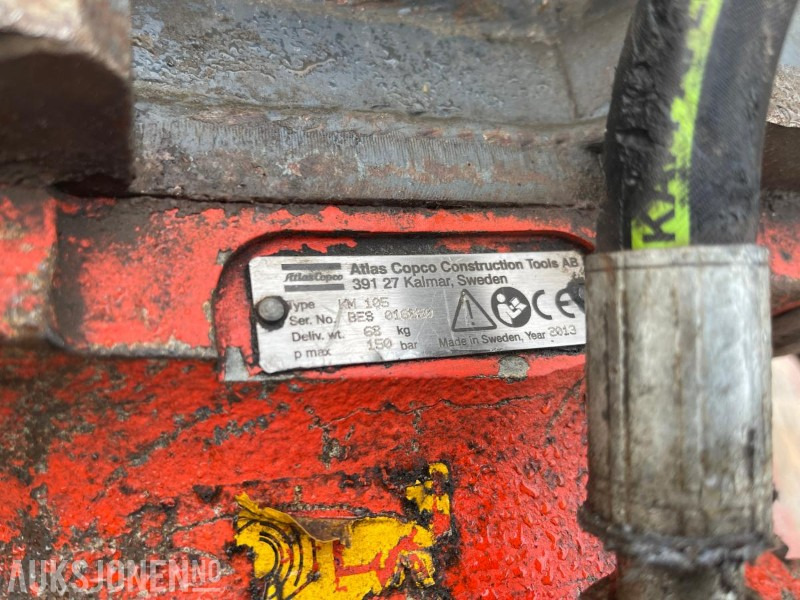 Atlas Copco
Atlas Copco Construction Tools AB
391 27 Kalmar, Sweden
Type KM 105
Ser. No. BES
Deliv. wt. 68 kg
p max 150 bar
CE
Made in Sweden, Year 2013
AUKSJONEN.NO